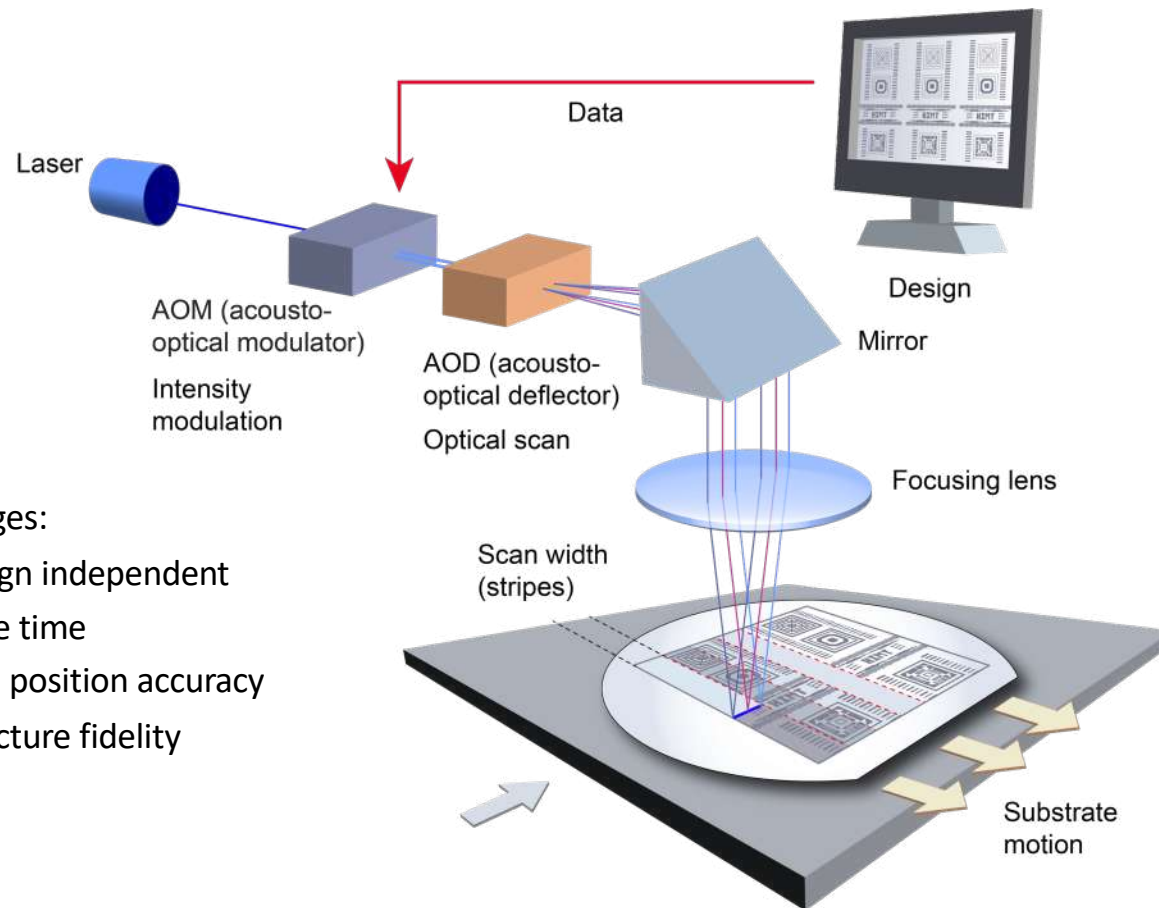 Data
Laser
Design
Mirror
AOM (acousto-
optical modulator)
Intensity
modulation
AOD (acousto-
optical deflector)
Optical scan
Focusing lens
ges:
ign independent
e time
position accuracy
cture fidelity
Scan width
(stripes)
Substrate
motion